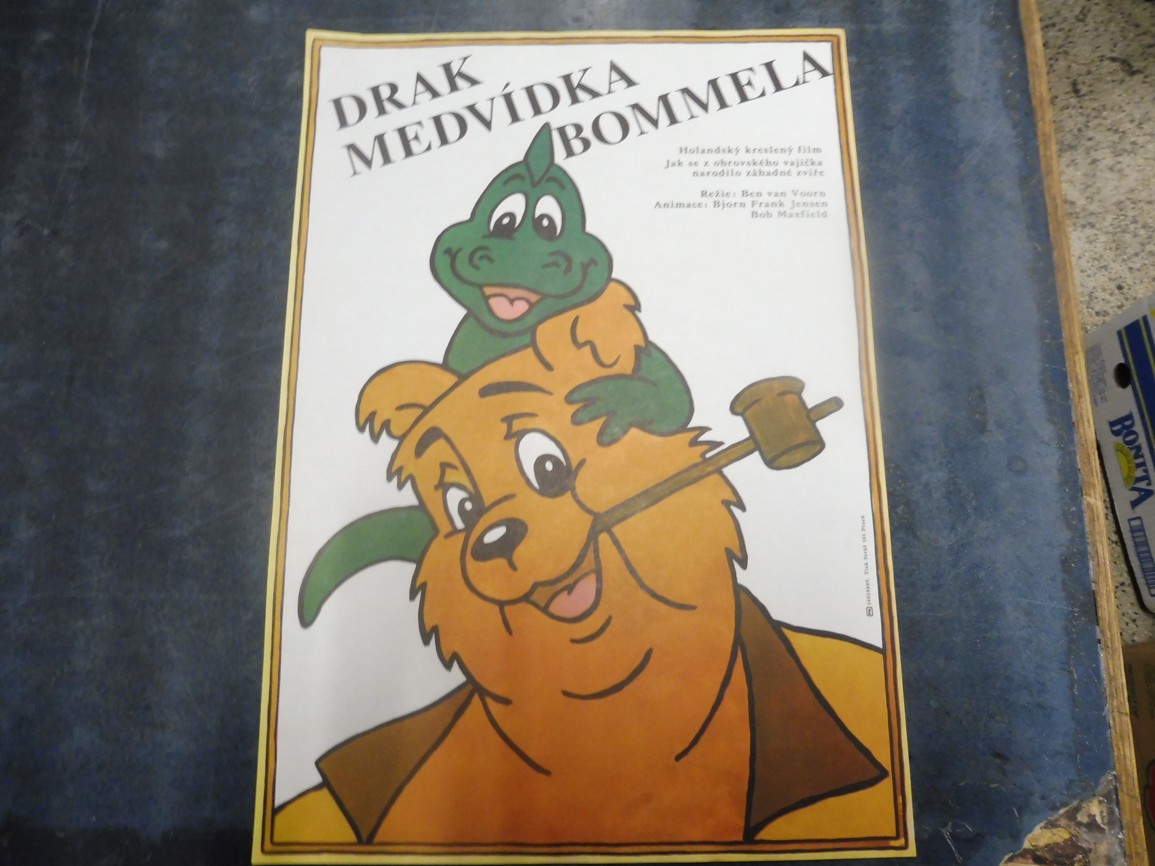 DRAK
MEDVÍDKA
BOMMELA
Holandský kreslený film
Jak se z obrovského vajíčka
narodilo záhadné zvíře
Režie: Ben van Voorn
Animace: Bjorn Frank Jensen
Bob Maxfield
BONITA